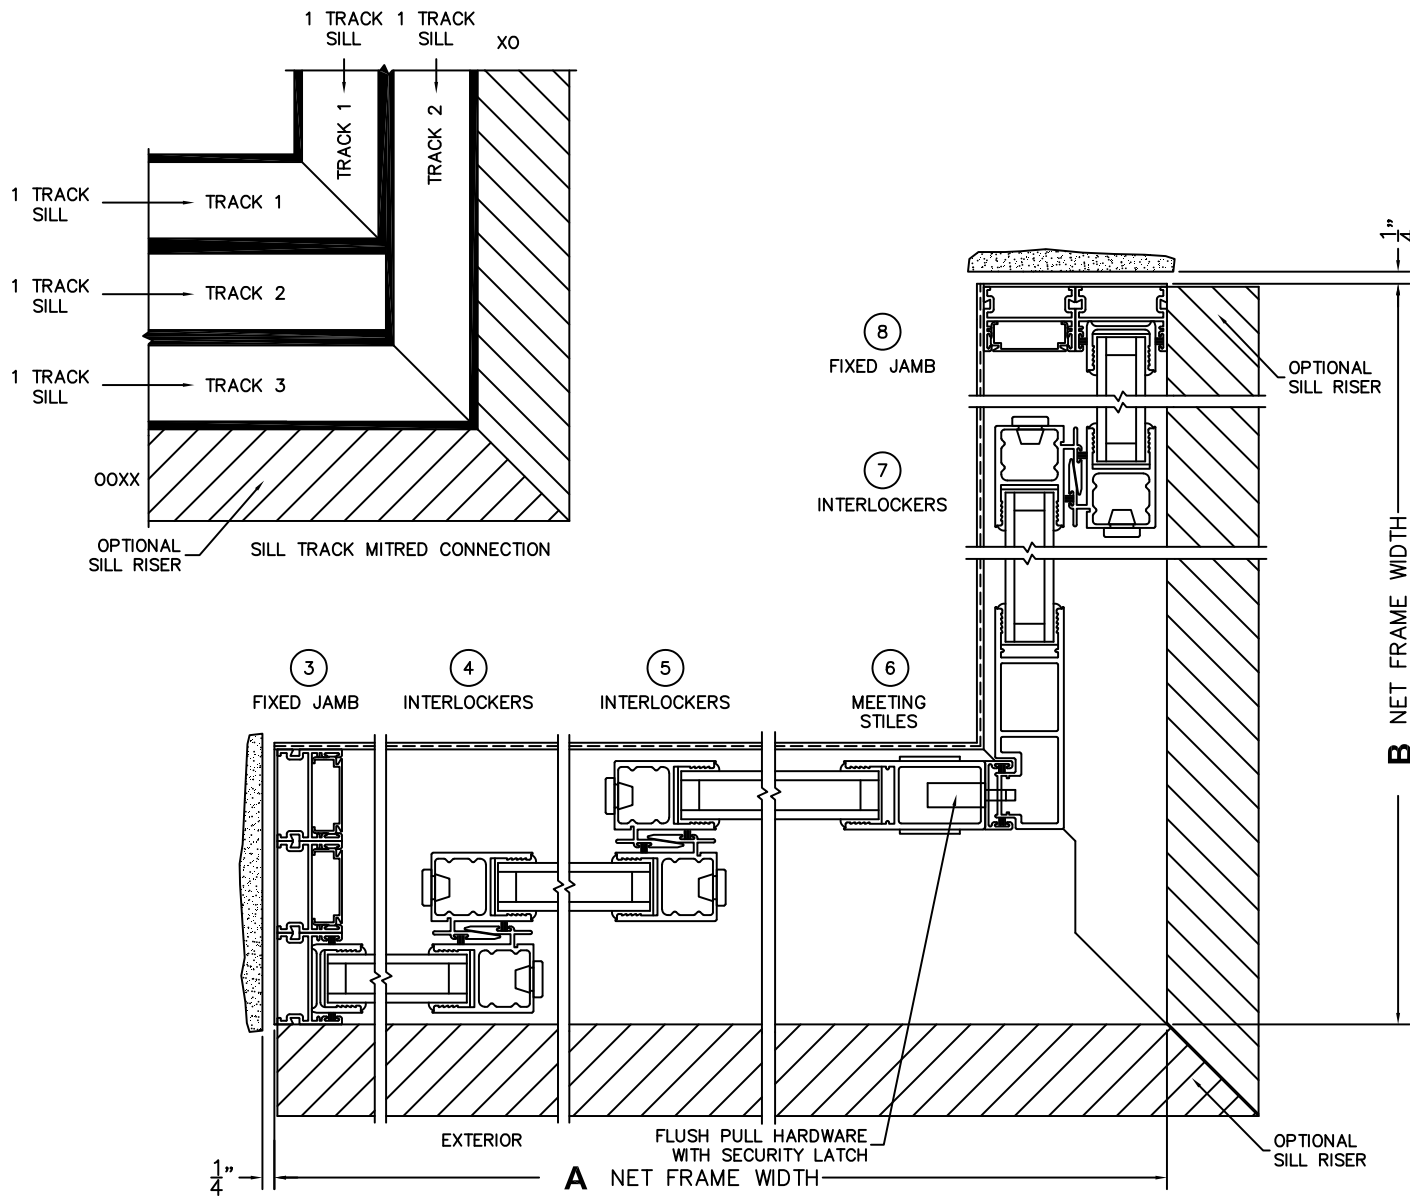 1 TRACK
SILL
1 TRACK
SILL
XO
TRACK 1
TRACK 2
1 TRACK
SILL
TRACK 1
1 TRACK
SILL
TRACK 2
1 TRACK
SILL
TRACK 3
OOXX
OPTIONAL
SILL RISER
SILL TRACK MITRED CONNECTION
1/4"
8
FIXED JAMB
OPTIONAL
SILL RISER
7
INTERLOCKERS
B NET FRAME WIDTH
3
FIXED JAMB
4
INTERLOCKERS
5
INTERLOCKERS
6
MEETING
STILES
EXTERIOR
FLUSH PULL HARDWARE
WITH SECURITY LATCH
OPTIONAL
SILL RISER
1/4"
A NET FRAME WIDTH